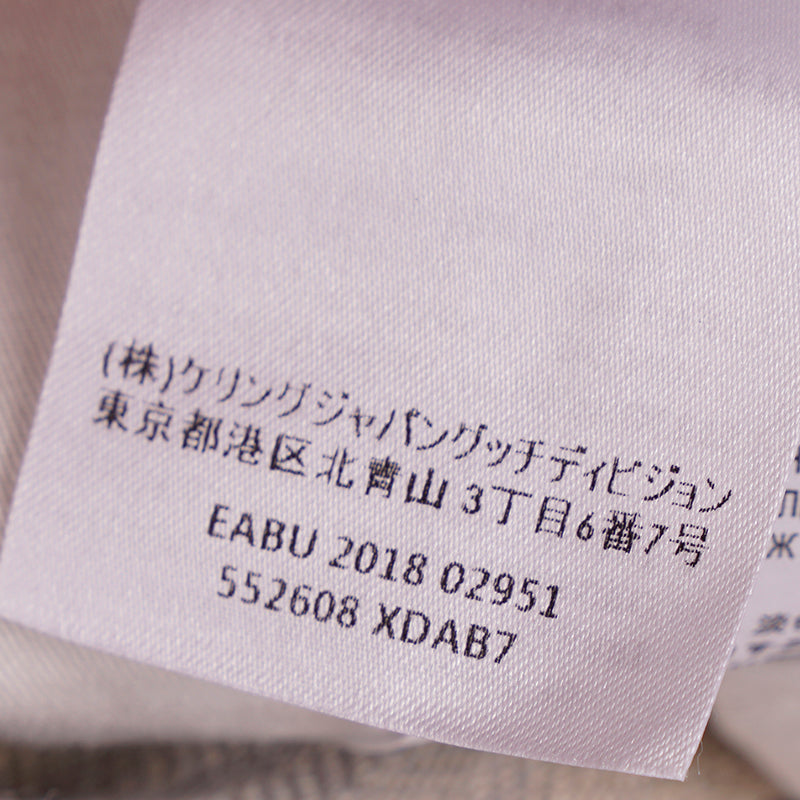 (株)ケリングジャパングッチディビジョン
東京都港区北青山 3丁目6番7号
EABU 2018 02951
552608 XDAB7